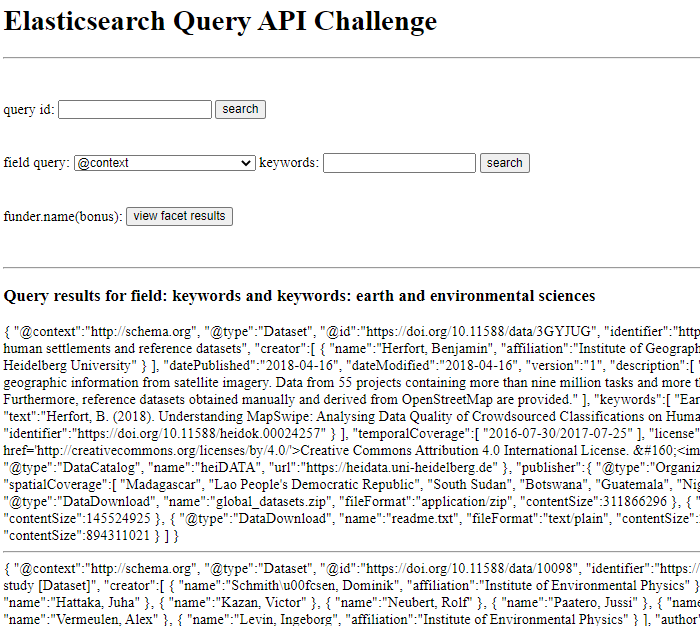 Elasticsearch Query API Challenge
query id: search
field query: @context keywords: search
funder.name(bonus): view facet results
Query results for field: keywords and keywords: earth and environmental sciences
{ "@context":"http://schema.org", "@type":"Dataset", "@id":"https://doi.org/10.11588/data/3GYJUG", "identifier":"http
human settlements and reference datasets", "creator":[ { "name":"Herfort, Benjamin", "affiliation":"Institute of Geograph
Heidelberg University" } ], "datePublished":"2018-04-16", "dateModified":"2018-04-16", "version":"1", "description":[ "
geographic information from satellite imagery. Data from 55 projects containing more than nine million tasks and more th
Furthermore, reference datasets obtained manually and derived from OpenStreetMap are provided." ], "keywords":[ "Ear
"text":"Herfort, B. (2018). Understanding MapSwipe: Analysing Data Quality of Crowdsourced Classifications on Huma
"identifier":"https://doi.org/10.11588/heidok.00024257" } ], "temporalCoverage":[ "2016-07-30/2017-07-25" ], "license"
href='http://creativecommons.org/licenses/by/4.0/'>Creative Commons Attribution 4.0 International License. &#160;<im
"@type":"DataCatalog", "name":"heiDATA", "url":"https://heidata.uni-heidelberg.de" }, "publisher":{ "@type":"Organiz
"spatialCoverage":[ "Madagascar", "Lao People's Democratic Republic", "South Sudan", "Botswana", "Guatemala", "Nig
"@type":"DataDownload", "name":"global_datasets.zip", "fileFormat":"application/zip", "contentSize":311866296 }, { "
"contentSize":145524925 }, { "@type":"DataDownload", "name":"readme.txt", "fileFormat":"text/plain", "contentSize":
"contentSize":894311021 } ] }
{ "@context":"http://schema.org", "@type":"Dataset", "@id":"https://doi.org/10.11588/data/10098", "identifier":"https://
study [Dataset]", "creator":[ { "name":"Schmith\u00fcsen, Dominik", "affiliation":"Institute of Environmental Physics" }
"name":"Hattaka, Juha" }, { "name":"Kazan, Victor" }, { "name":"Neubert, Rolf" }, { "name":"Paatero, Jussi" }, { "name"
"name":"Vermeulen, Alex" }, { "name":"Levin, Ingeborg", "affiliation":"Institute of Environmental Physics" } ], "author"